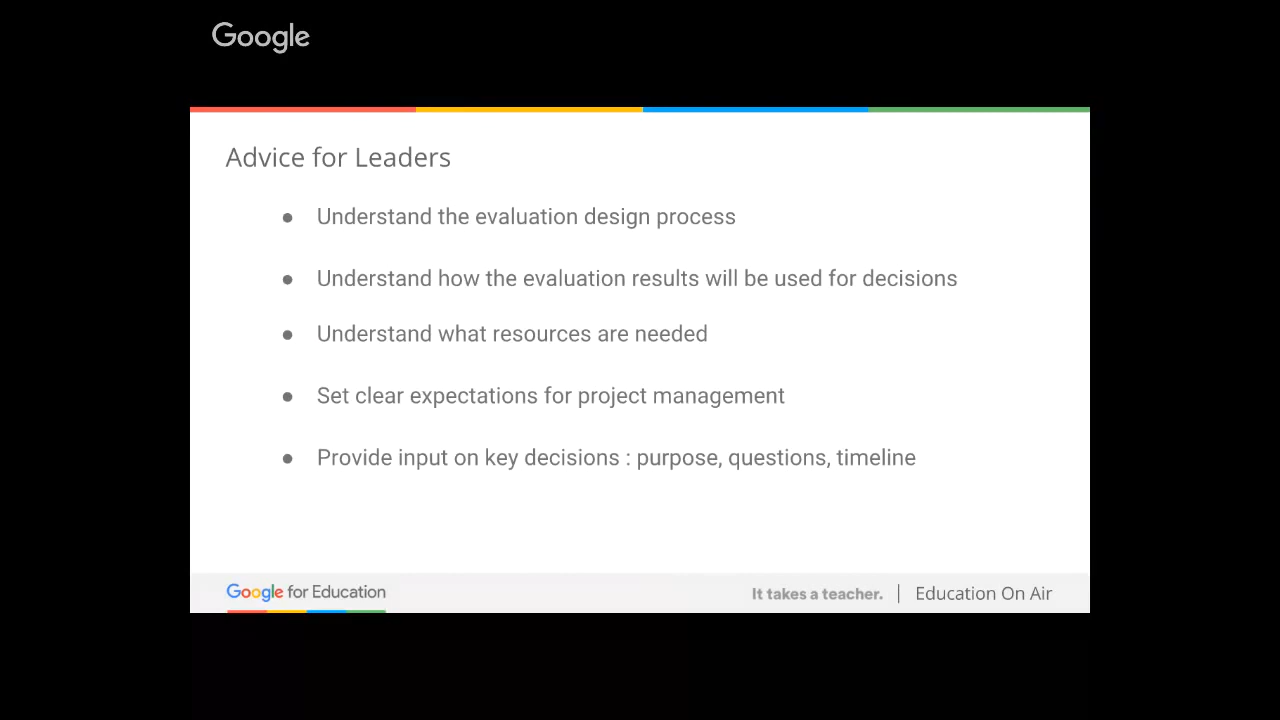 Google
Advice for Leaders
● Understand the evaluation design process
● Understand how the evaluation results will be used for decisions
● Understand what resources are needed
● Set clear expectations for project management
● Provide input on key decisions : purpose, questions, timeline
Google for Education
It takes a teacher. | Education On Air